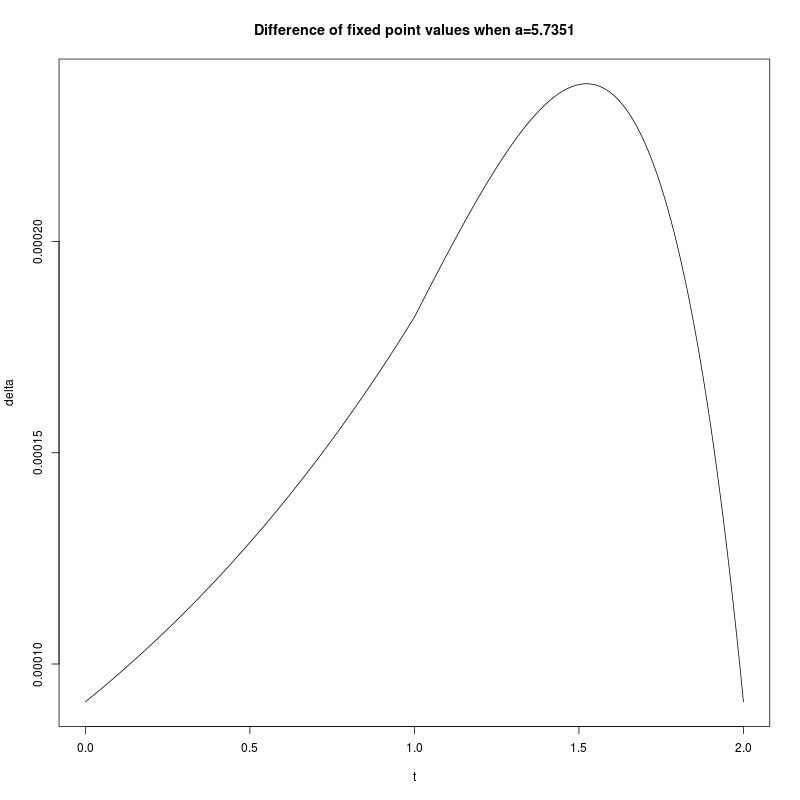 Difference of fixed point values when a=5.7351
0.00020
0.00015
0.00010
delta
0.0 0.5 1.0 1.5 2.0
t